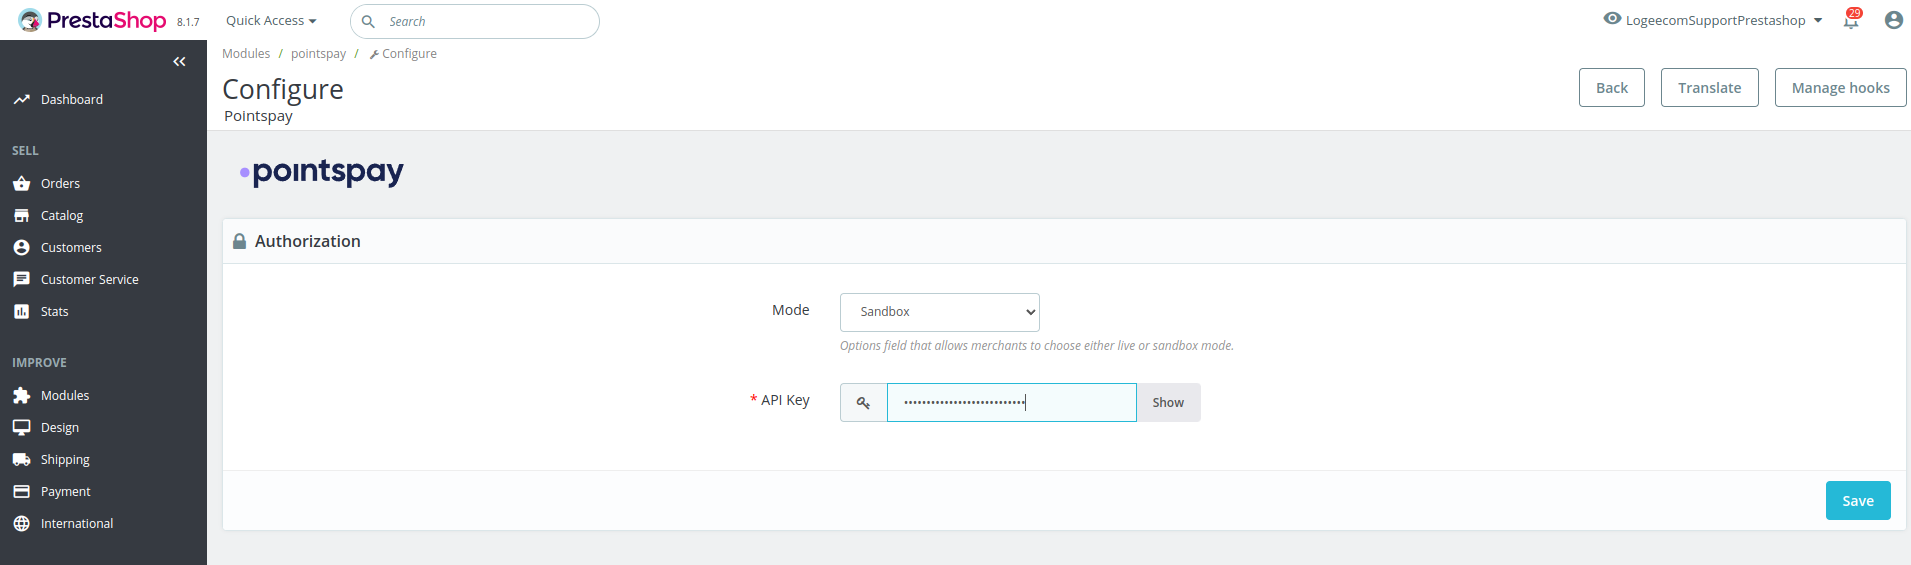 PrestaShop 8.1.7 Quick Access Search LogeecomSupportPrestashop 29
Modules / pointspay / Configure
Configure
Pointspay
Back Translate Manage hooks
Dashboard
SELL
Orders
Catalog
Customers
Customer Service
Stats
IMPROVE
Modules
Design
Shipping
Payment
International
pointspay
Authorization
Mode Sandbox
Options field that allows merchants to choose either live or sandbox mode.
* API Key •••••••••••••••••••••••••••• Show
Save